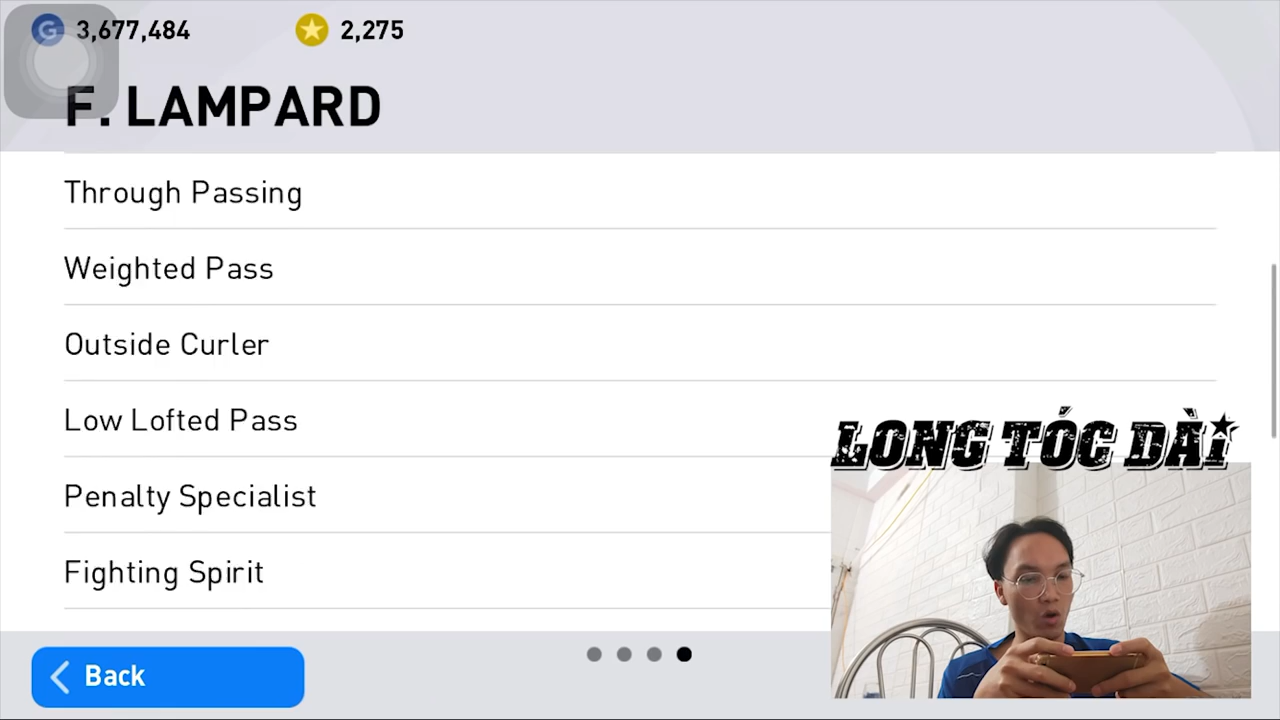 3,677,484 2,275
F. LAMPARD
Through Passing
Weighted Pass
Outside Curler
Low Lofted Pass
Penalty Specialist
Fighting Spirit
LONG TÓC DÀI
Back